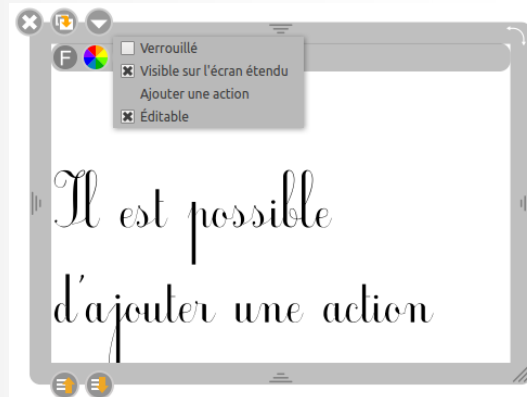 F
Verrouillé
Visible sur l'écran étendu
Ajouter une action
Éditable
Il est possible
d'ajouter une action